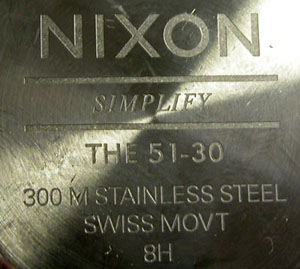 NIXON
SIMPLIFY
THE 51-30
300 M STAINLESS STEEL
SWISS MOVT
8H